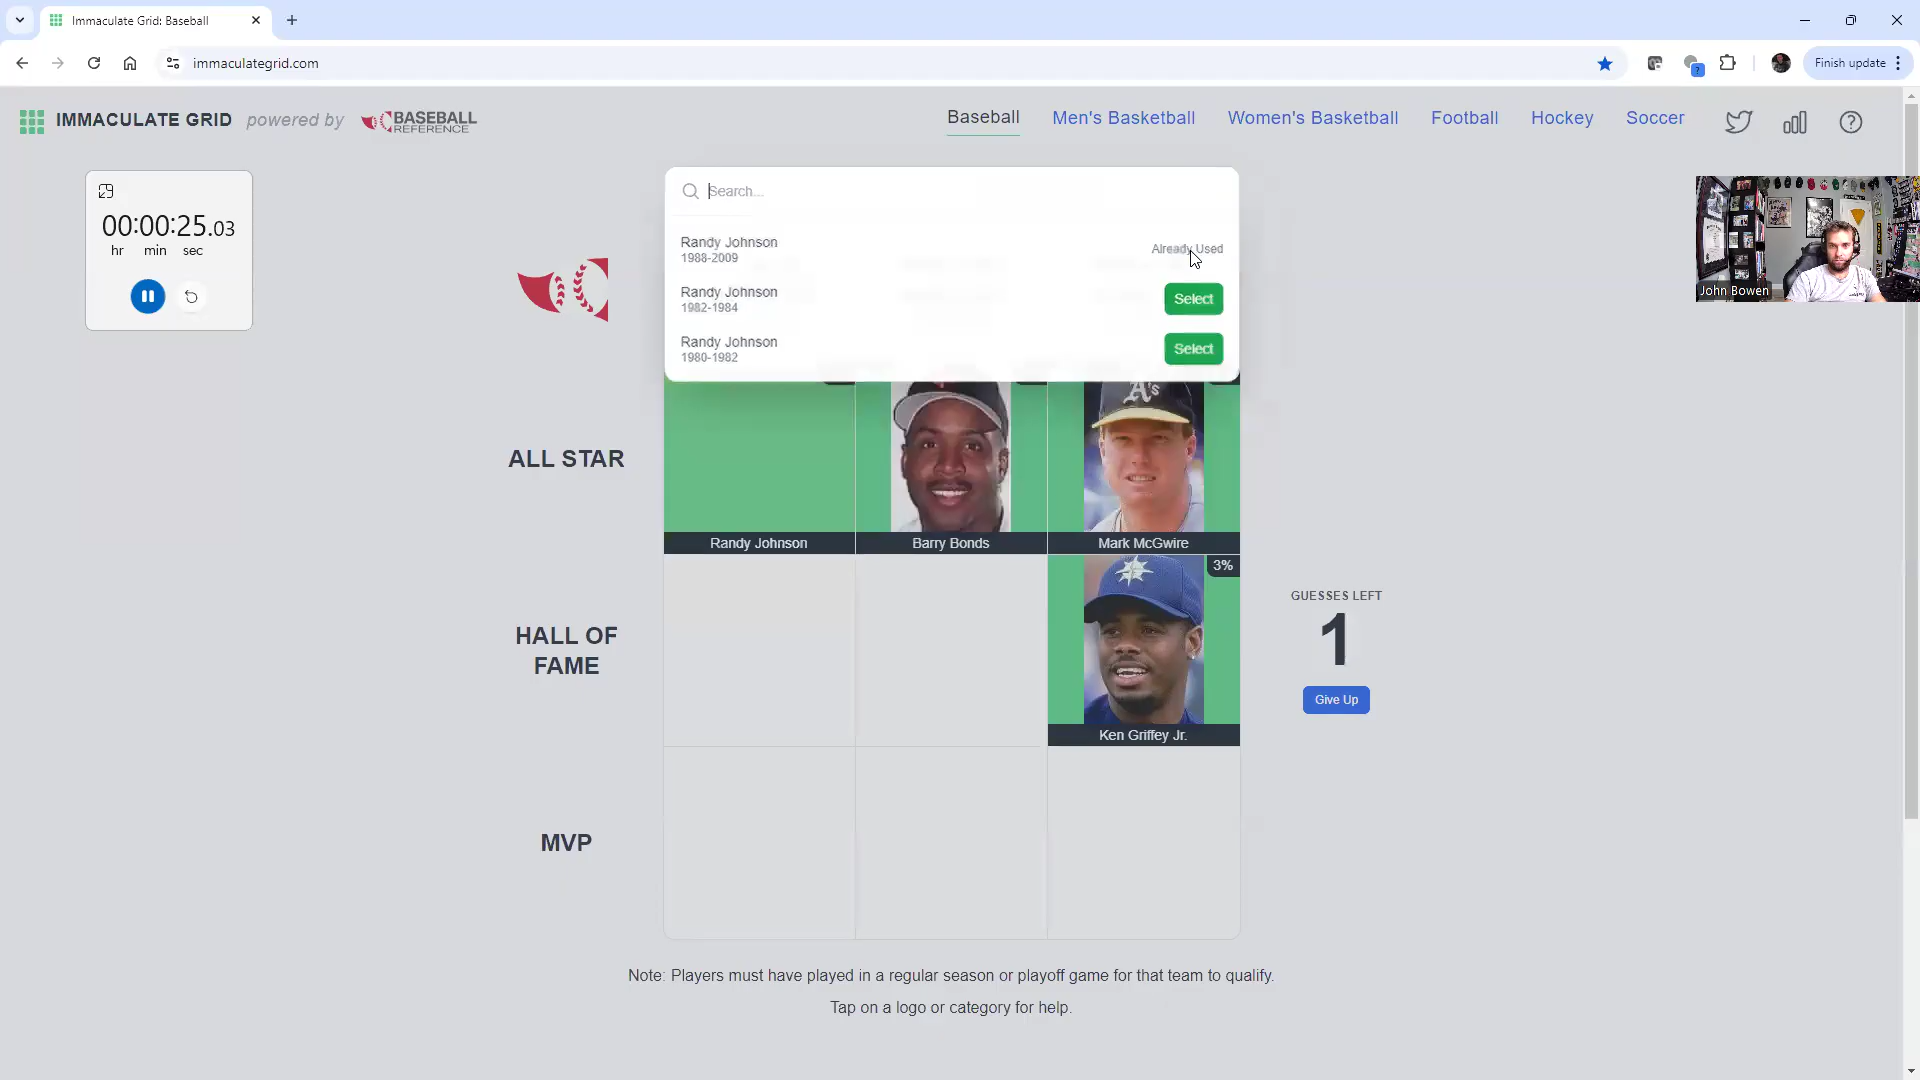 Immaculate Grid: Baseball
immaculategrid.com
Finish update
IMMACULATE GRID powered by BASEBALL REFERENCE
Baseball Men's Basketball Women's Basketball Football Hockey Soccer
00:00:25.03
hr min sec
Search...
Randy Johnson
1988-2009
Already Used
Randy Johnson
1982-1984
Select
Randy Johnson
1980-1982
Select
John Bowen
ALL STAR
A's
Randy Johnson
Barry Bonds
Mark McGwire
HALL OF
FAME
3%
Ken Griffey Jr.
GUESSES LEFT
1
Give Up
MVP
Note: Players must have played in a regular season or playoff game for that team to qualify.
Tap on a logo or category for help.